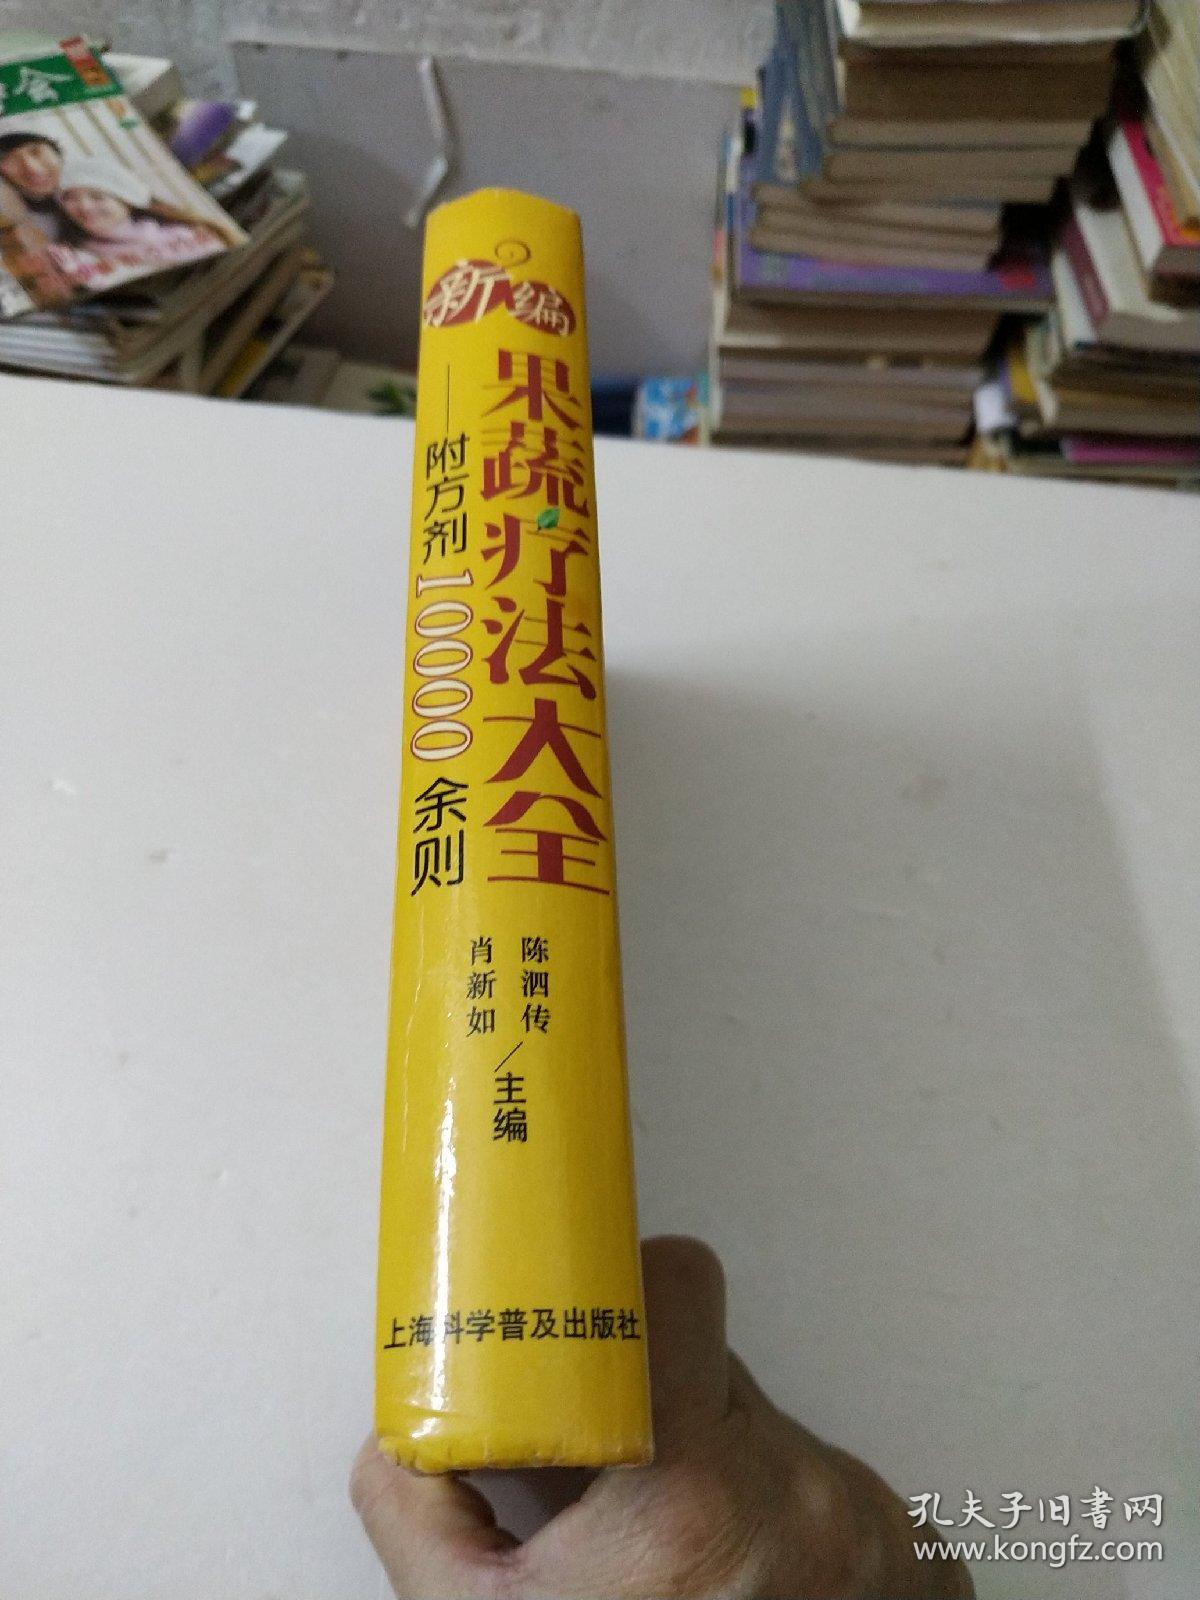 新编
果蔬疗法大全
——附方剂10000余则
陈泗传
肖新如
/主编
上海科学普及出版社
会
孔夫子旧书网
www.kongfz.com